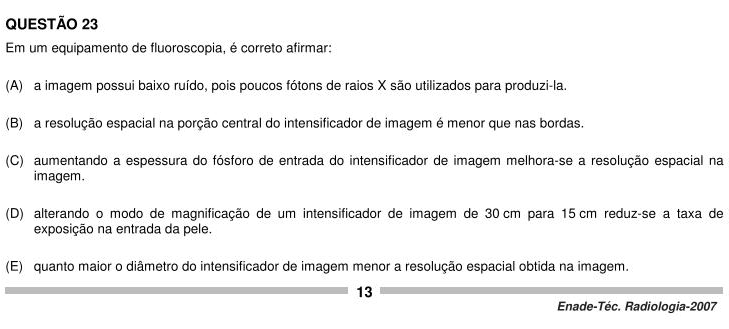 QUESTÃO 23
Em um equipamento de fluoroscopia, é correto afirmar:
(A) a imagem possui baixo ruído, pois poucos fótons de raios X são utilizados para produzi-la.
(B) a resolução espacial na porção central do intensificador de imagem é menor que nas bordas.
(C) aumentando a espessura do fósforo de entrada do intensificador de imagem melhora-se a resolução espacial na
imagem.
(D) alterando o modo de magnificação de um intensificador de imagem de 30 cm para 15 cm reduz-se a taxa de
exposição na entrada da pele.
(E) quanto maior o diâmetro do intensificador de imagem menor a resolução espacial obtida na imagem.
13
Enade-Téc. Radiologia-2007